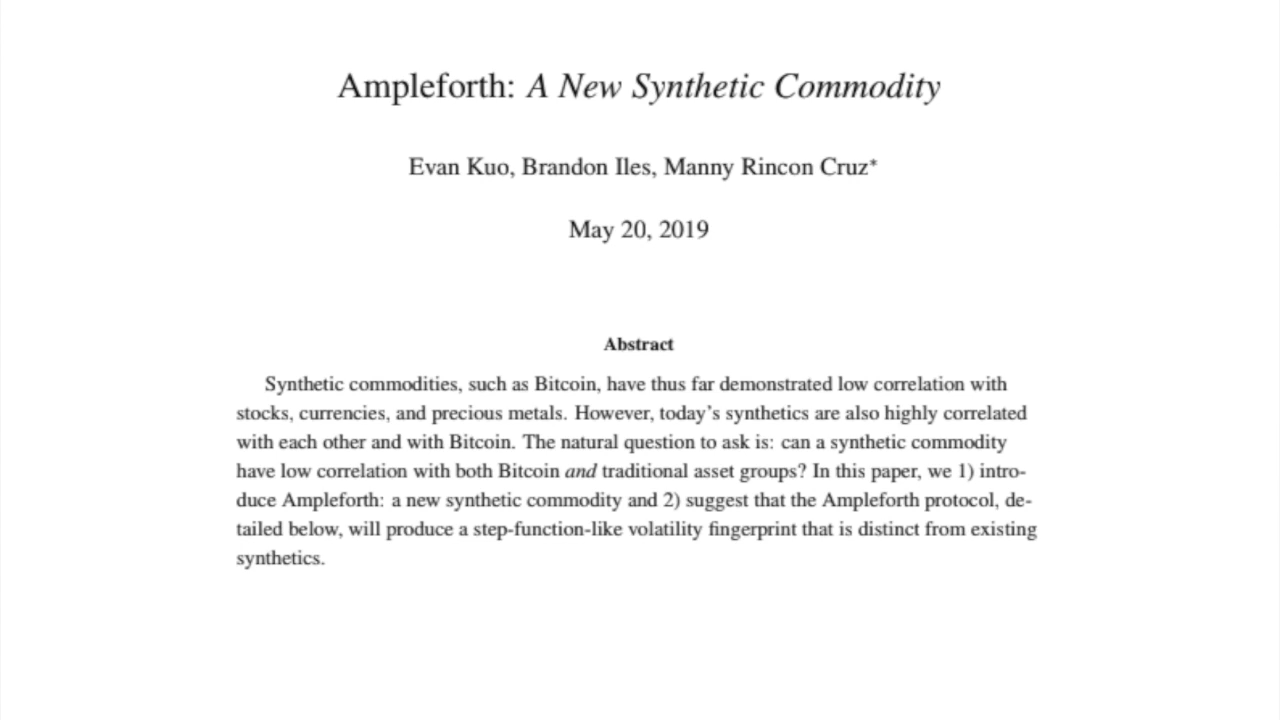 Ampleforth: A New Synthetic Commodity
Evan Kuo, Brandon Iles, Manny Rincon Cruz*
May 20, 2019
Abstract
Synthetic commodities, such as Bitcoin, have thus far demonstrated low correlation with
stocks, currencies, and precious metals. However, today's synthetics are also highly correlated
with each other and with Bitcoin. The natural question to ask is: can a synthetic commodity
have low correlation with both Bitcoin and traditional asset groups? In this paper, we 1) intro-
duce Ampleforth: a new synthetic commodity and 2) suggest that the Ampleforth protocol, de-
tailed below, will produce a step-function-like volatility fingerprint that is distinct from existing
synthetics.